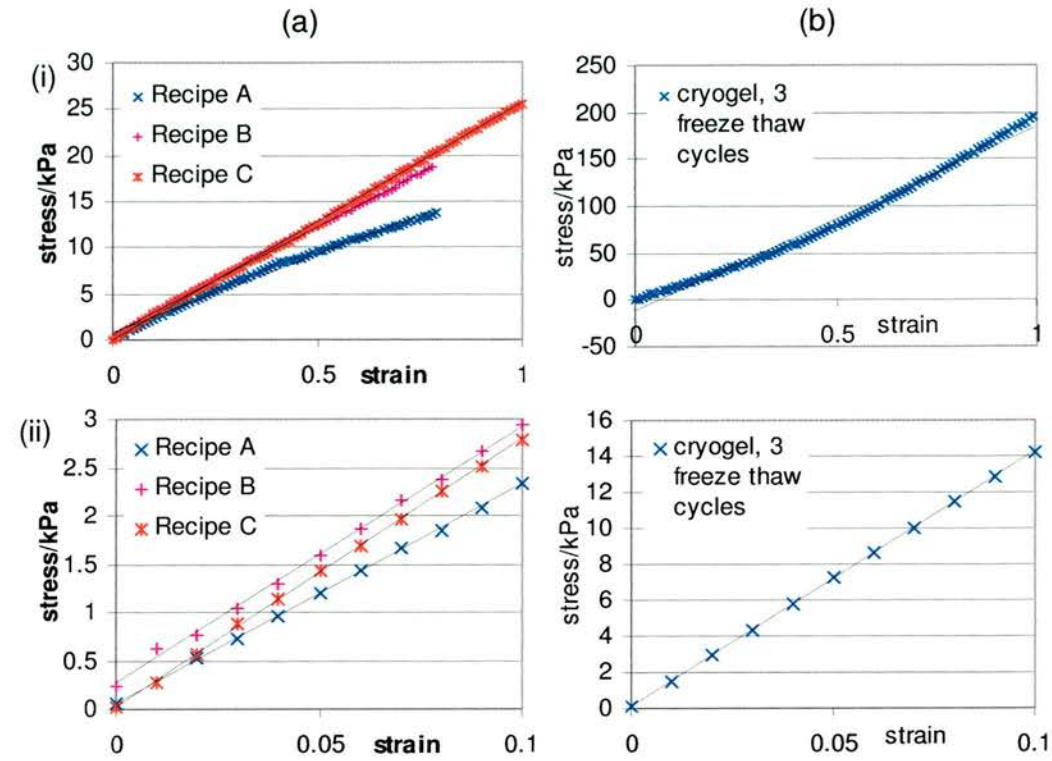 (a)
(b)
(i)
30
25
20
15
10
5
0
stress/kPa
Recipe A
Recipe B
Recipe C
0
0.5
strain
1
250
200
150
100
50
0
-50
stress/kPa
cryogel, 3
freeze thaw
cycles
0
0.5
strain
1
(ii)
3
2.5
2
1.5
1
0.5
0
stress/kPa
Recipe A
Recipe B
Recipe C
0
0.05
strain
0.1
16
14
12
10
8
6
4
2
0
stress/kPa
cryogel, 3
freeze thaw
cycles
0
0.05
strain
0.1